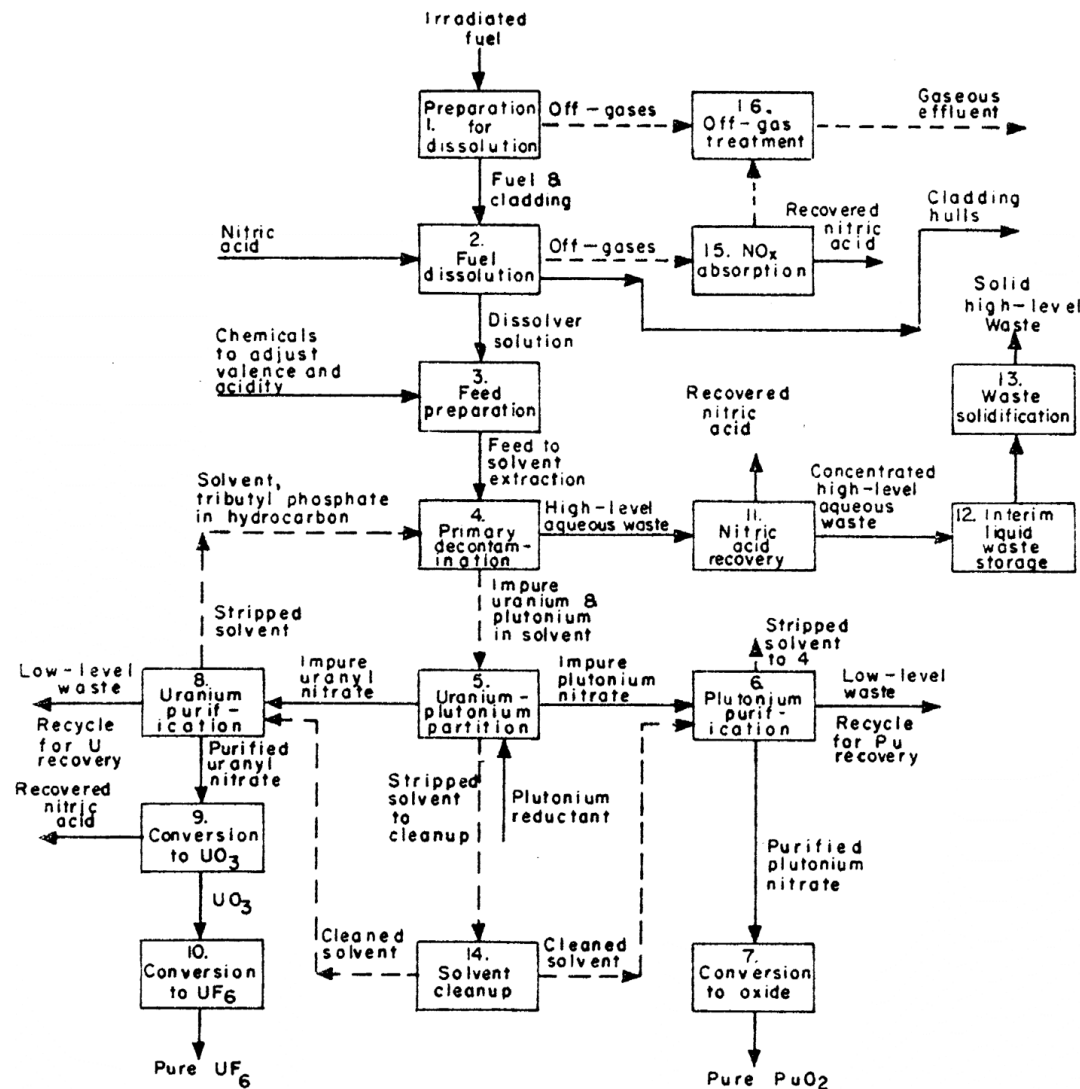 Irradiated
fuel
Preparation
1. for
dissolution
Off-gases
16.
Off-gas
treatment
Gaseous
effluent
Fuel &
cladding
Nitric
acid
2.
Fuel
dissolution
Off-gases
15. NOx
absorption
Recovered
nitric
acid
Cladding
hulls
Dissolver
solution
Solid
high-level
Waste
Chemicals
to adjust
valence and
acidity
3.
Feed
preparation
13.
Waste
solidification
Recovered
nitric
acid
Feed to
solvent
extraction
Solvent,
tributyl phosphate
in hydrocarbon
4.
Primary
decontam-
ination
High-level
aqueous waste
11.
Nitric
acid recovery
Concentrated
high-level
aqueous
waste
12. Interim
liquid
waste
storage
Impure
uranium &
plutonium
in solvent
Stripped
solvent
Stripped
solvent
to 4
Low-level
waste
8.
Uranium
purif-
ication
Impure
uranyl
nitrate
5.
Uranium-
plutonium
partition
Impure
plutonium
nitrate
6.
Plutonium
purif-
ication
Low-level
waste
Recycle
for U
recovery
Purified
uranyl
nitrate
Recycle
for Pu
recovery
Stripped
solvent
to
cleanup
Plutonium
reductant
Recovered
nitric
acid
9.
Conversion
to UO3
Purified
plutonium
nitrate
UO3
10.
Conversion
to UF6
Cleaned
solvent
14.
Solvent
cleanup
Cleaned
solvent
7.
Conversion
to oxide
Pure UF6
Pure PuO2